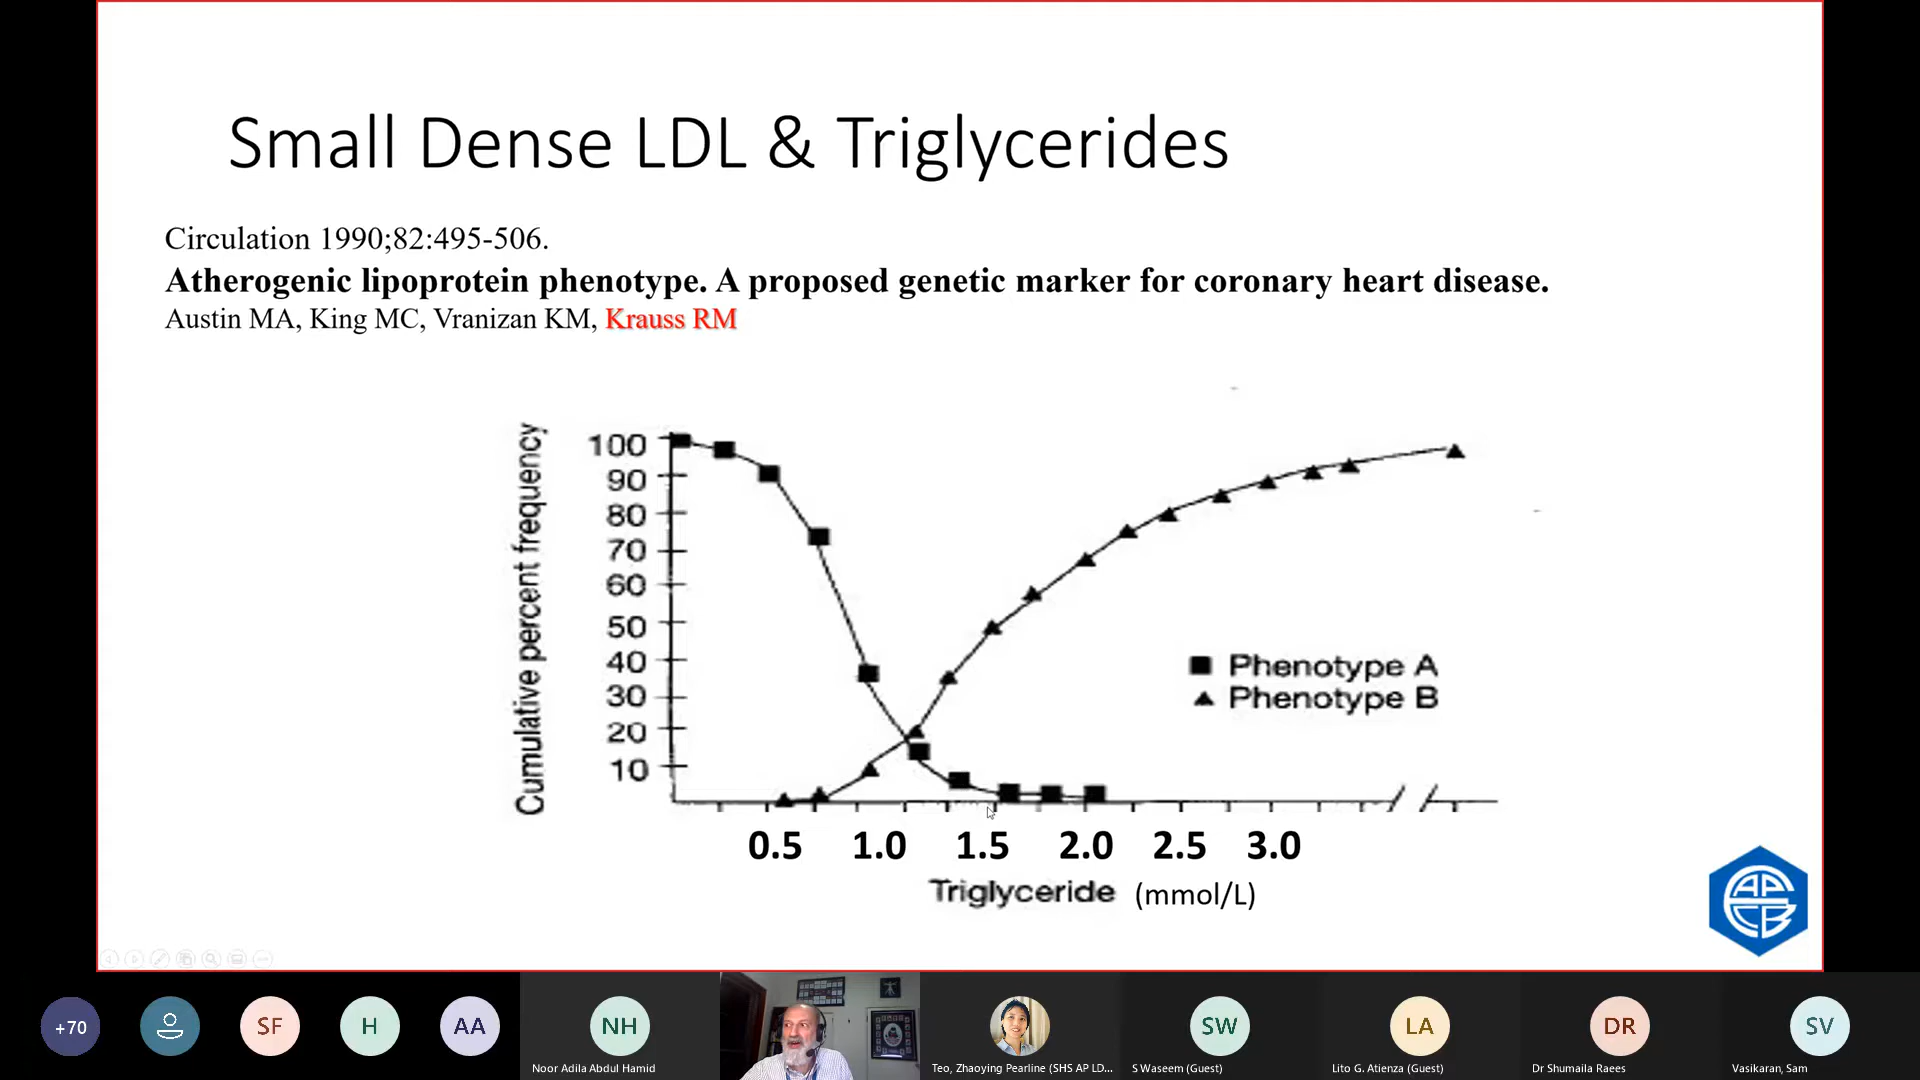 Small Dense LDL & Triglycerides
Circulation 1990;82:495-506.
Atherogenic lipoprotein phenotype. A proposed genetic marker for coronary heart disease.
Austin MA, King MC, Vranizan KM, Krauss RM
Cumulative percent frequency
100
90
80
70
60
50
40
30
20
10
Phenotype A
Phenotype B
0.5 1.0 1.5 2.0 2.5 3.0
Triglyceride (mmol/L)
AP
CB
+70
SF
H
AA
NH
Noor Adila Abdul Hamid
Teo, Zhaoying Pearline (SHS AP LD...
SW
S Waseem (Guest)
LA
Lito G. Atienza (Guest)
DR
Dr Shumaila Raees
SV
Vasikaran, Sam